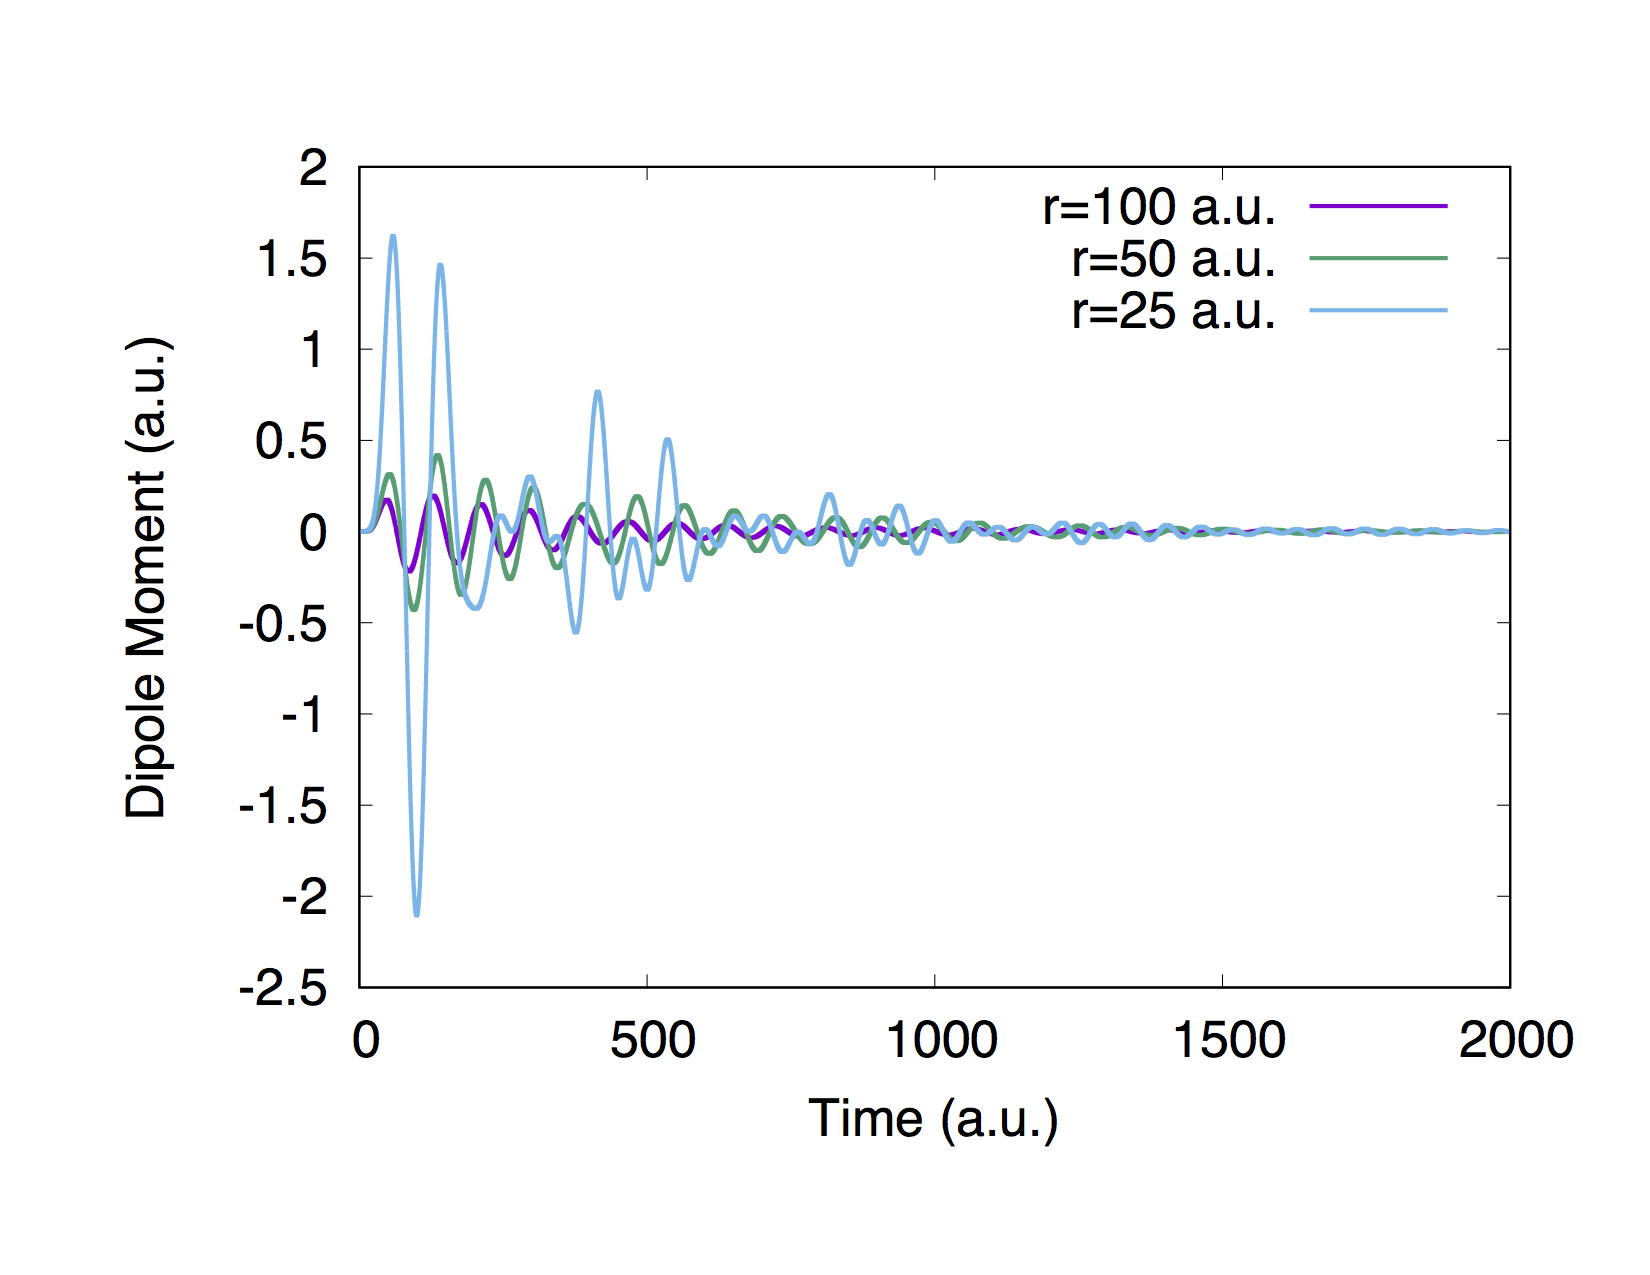 2
1.5
1
0.5
0
-0.5
-1
-1.5
-2
-2.5
Dipole Moment (a.u.)
r=100 a.u.
r=50 a.u.
r=25 a.u.
0 500 1000 1500 2000
Time (a.u.)